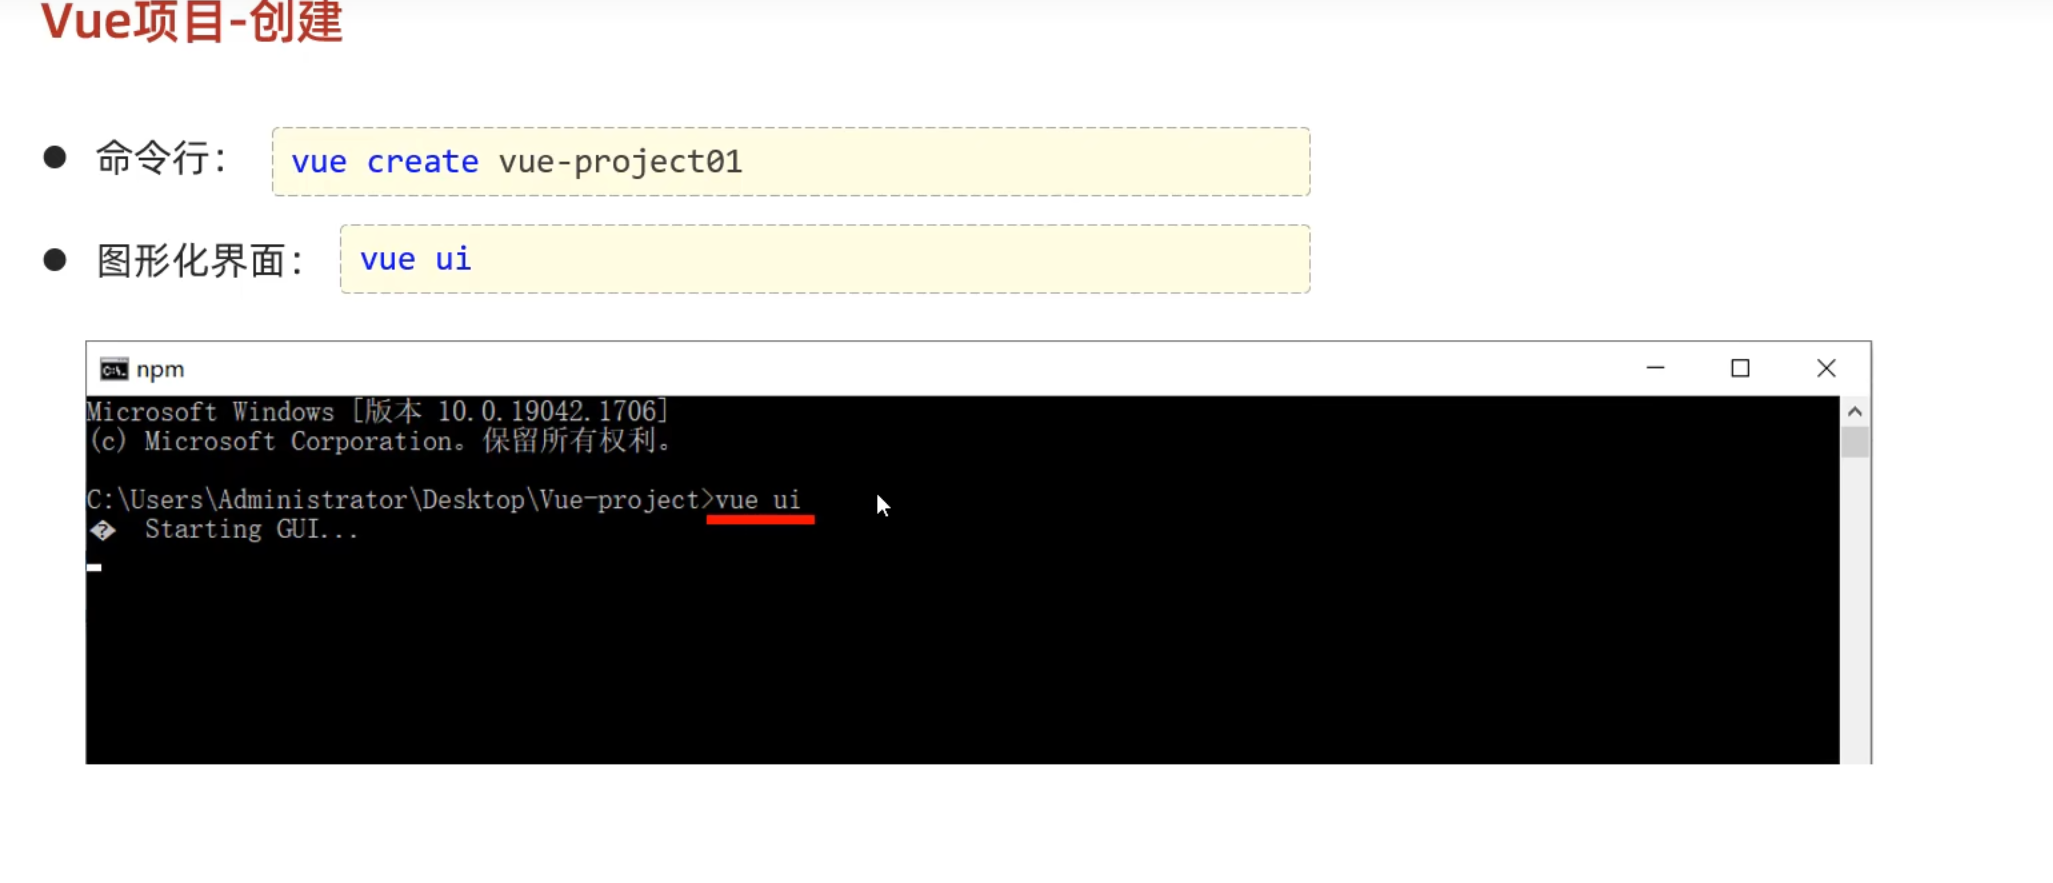 Vue项目-创建
● 命令行： vue create vue-project01
● 图形化界面： vue ui
npm
Microsoft Windows [版本 10.0.19042.1706]
(c) Microsoft Corporation。保留所有权利。
C:\Users\Administrator\Desktop\Vue-project>vue ui
� Starting GUI...